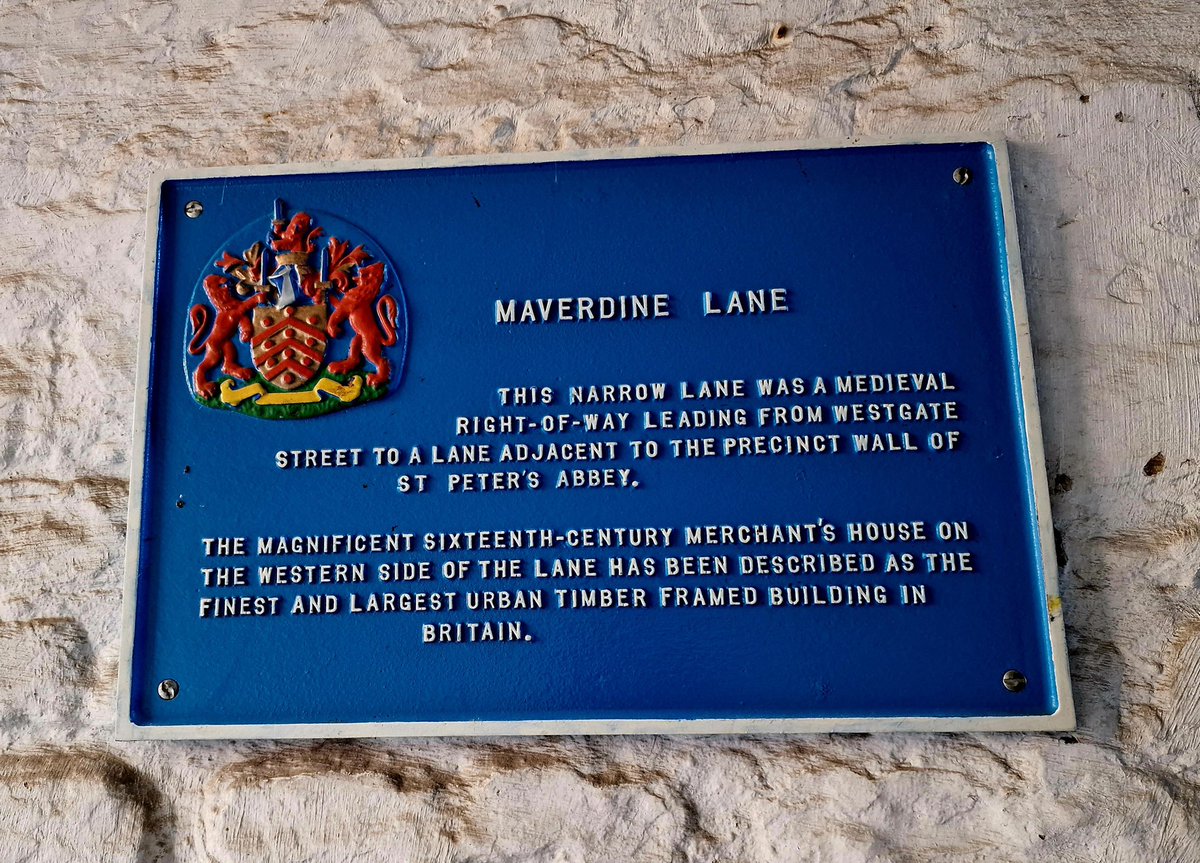 MAVERDINE LANE
THIS NARROW LANE WAS A MEDIEVAL
RIGHT-OF-WAY LEADING FROM WESTGATE
STREET TO A LANE ADJACENT TO THE PRECINCT WALL OF
ST PETER'S ABBEY.
THE MAGNIFICENT SIXTEENTH-CENTURY MERCHANT'S HOUSE ON
THE WESTERN SIDE OF THE LANE HAS BEEN DESCRIBED AS THE
FINEST AND LARGEST URBAN TIMBER FRAMED BUILDING IN
BRITAIN.